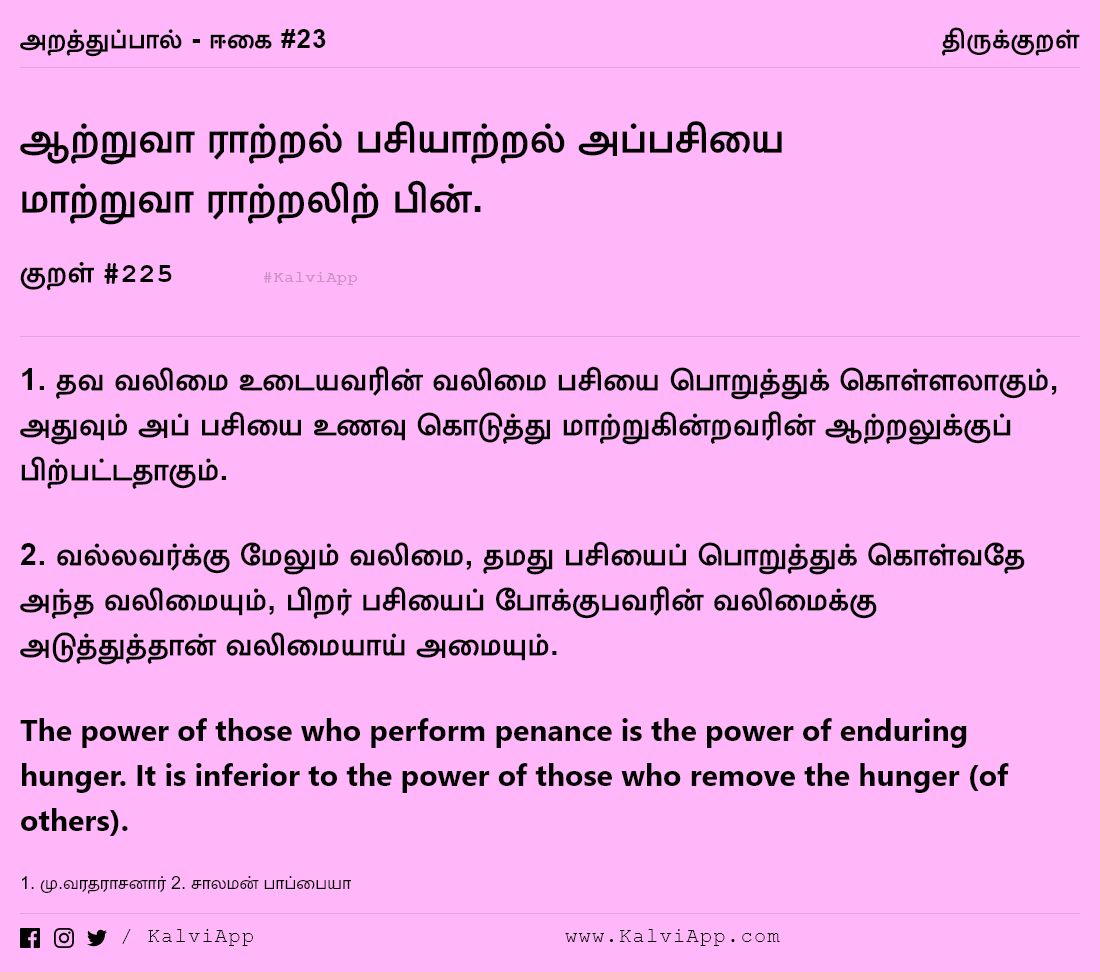 அறத்துப்பால் - ஈகை #23 திருக்குறள்
ஆற்றுவா ராற்றல் பசியாற்றல் அப்பசியை
மாற்றுவா ராற்றலிற் பின்.
குறள் #225 #KalviApp
1. தவ வலிமை உடையவரின் வலிமை பசியை பொறுத்துக் கொள்ளலாகும்,
அதுவும் அப் பசியை உணவு கொடுத்து மாற்றுகின்றவரின் ஆற்றலுக்குப்
பிற்பட்டதாகும்.
2. வல்லவர்க்கு மேலும் வலிமை, தமது பசியைப் பொறுத்துக் கொள்வதே
அந்த வலிமையும், பிறர் பசியைப் போக்குபவரின் வலிமைக்கு
அடுத்துத்தான் வலிமையாய் அமையும்.
The power of those who perform penance is the power of enduring
hunger. It is inferior to the power of those who remove the hunger (of
others).
1. மு.வரதராசனார் 2. சாலமன் பாப்பையா
/ KalviApp www.KalviApp.com